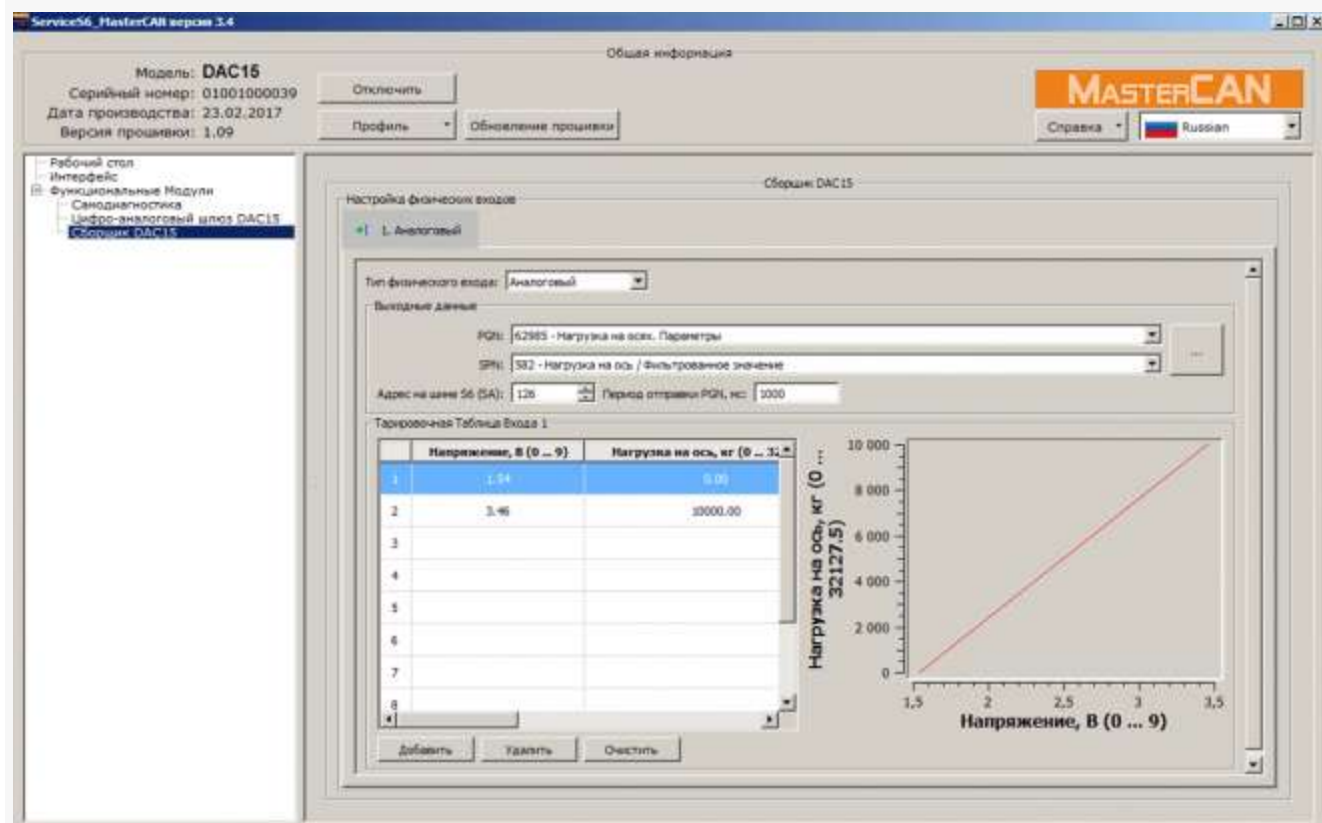 ServiceS6_MasterCAN версии 3.4
Общая информация
Модель: DAC15
Серийный номер: 01001000039
Дата производства: 23.02.2017
Версия прошивки: 1.09
Отключить
Профиль
Обновление прошивки
MASTERCAN
Справка
Russian
Рабочий стол
Интерфейс
Функциональные Модули
Самодиагностика
Цифро-аналоговый шлюз DAC15
Сборщик DAC15
Сборщик DAC15
Настройка физических входов
1. Аналоговый
Тип физического входа: Аналоговый
Выходные данные
PGN: 62985 - Нагрузка на осях. Параметры
SPN: 582 - Нагрузка на ось / Фильтрованное значение
...
Адрес на шине S6 (SA): 126 Период отправки PGN, мс: 1000
Тарировочная Таблица Входа 1
Напряжение, В (0 ... 9) Нагрузка на ось, кг (0 ... 32
1 1.54 0.00
2 3.46 10000.00
3
4
5
6
7
8
Добавить Удалить Очистить
Нагрузка на ось, кг (0 ...
32127.5)
10 000
8 000
6 000
4 000
2 000
0
1,5 2 2,5 3 3,5
Напряжение, В (0 ... 9)